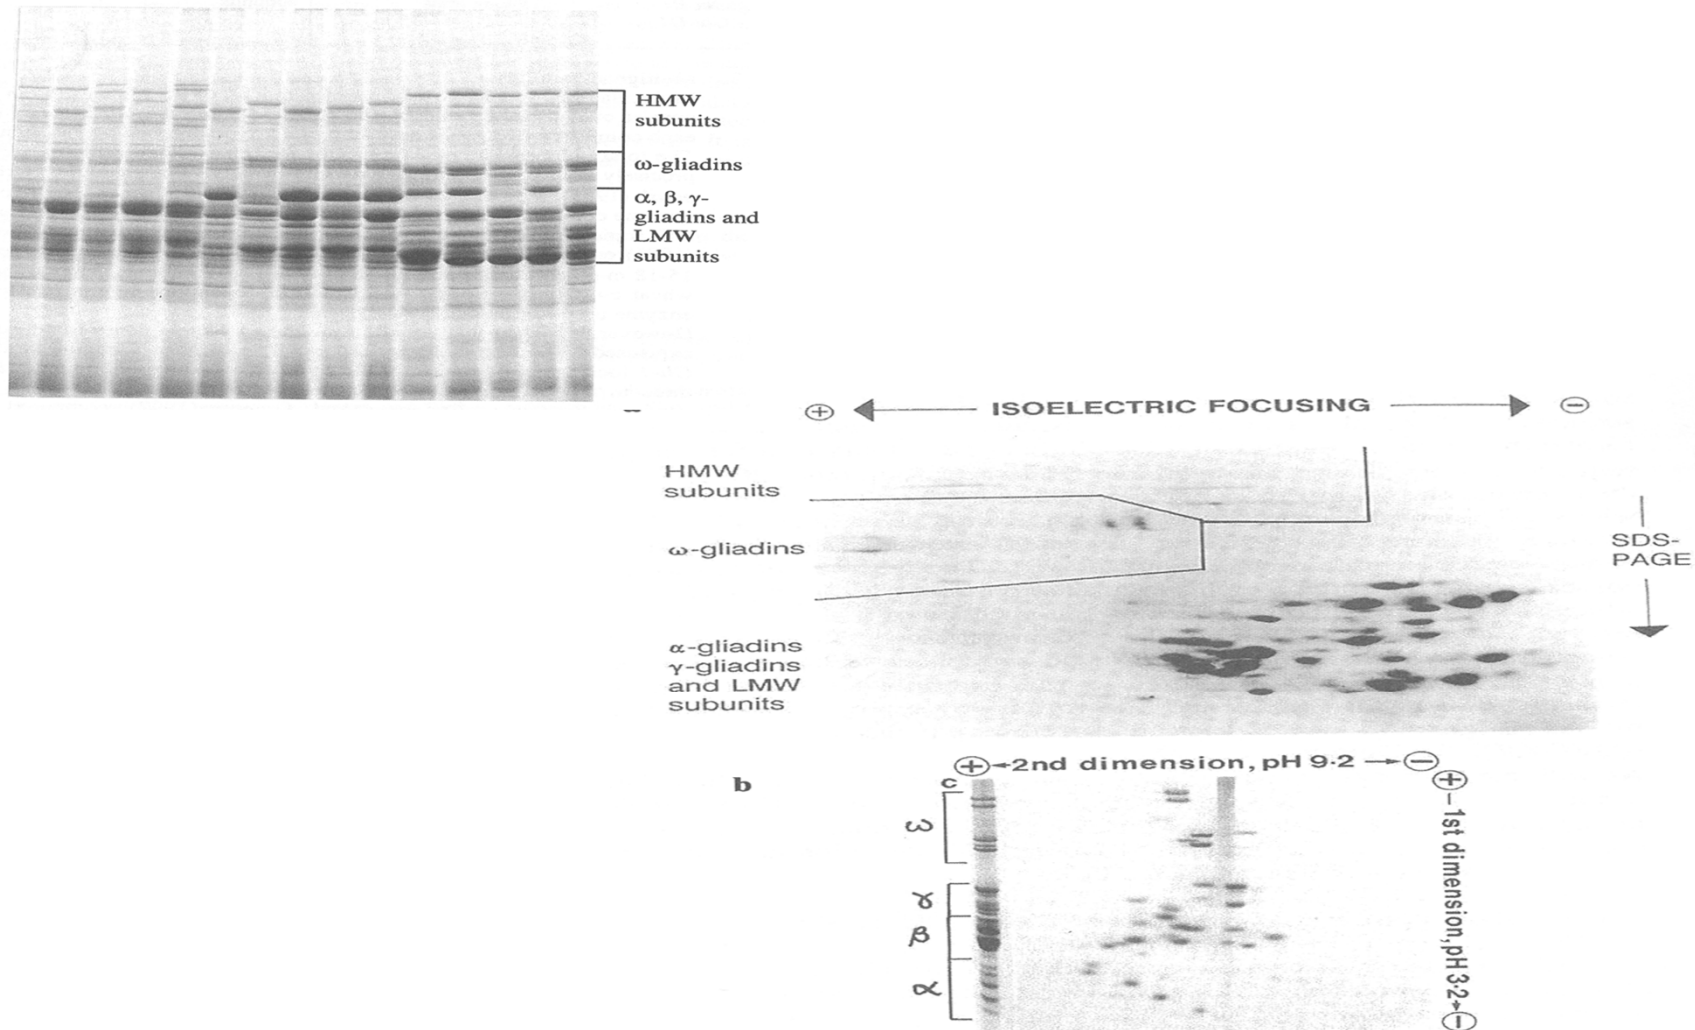 HMW
subunits
ω-gliadins
α, β, γ-
gliadins and
LMW
subunits
⊕ ISOELECTRIC FOCUSING ⊖
HMW
subunits
ω-gliadins
SDS-
PAGE
α-gliadins
γ-gliadins
and LMW
subunits
b
⊕ 2nd dimension, pH 9·2 ⊖
c
ω
γ
β
α
⊕ 1st dimension, pH 3·2 ⊖